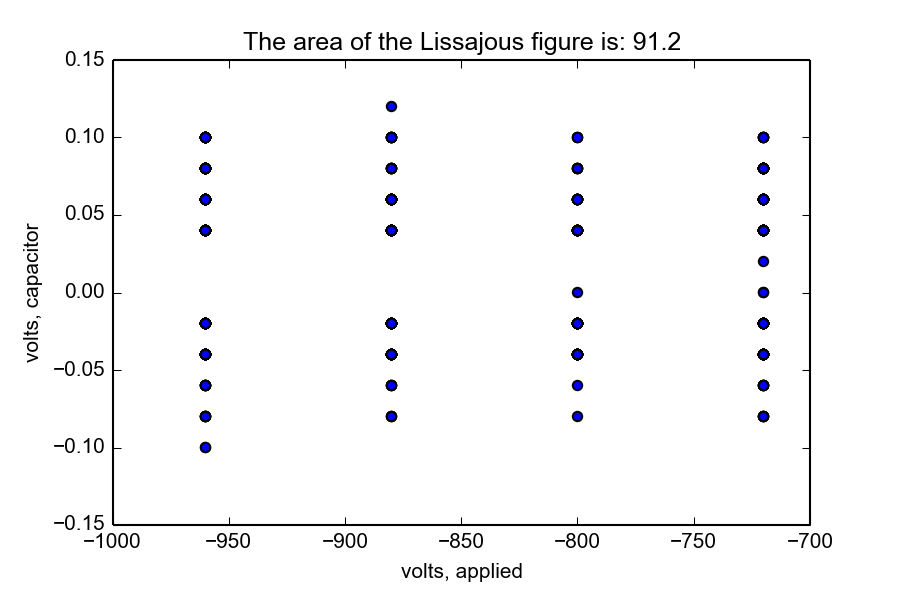 The area of the Lissajous figure is: 91.2
0.15
0.10
0.05
0.00
−0.05
−0.10
−0.15
−1000 −950 −900 −850 −800 −750 −700
volts, capacitor
volts, applied